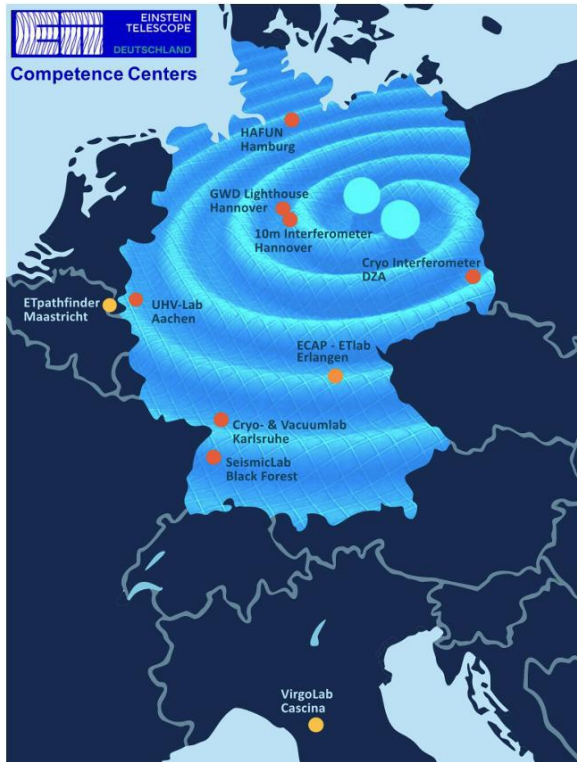 ET
EINSTEIN
TELESCOPE
DEUTSCHLAND
Competence Centers
HAFUN
Hamburg
GWD Lighthouse
Hannover
10m Interferometer
Hannover
Cryo Interferometer
DZA
ETpathfinder
Maastricht
UHV-Lab
Aachen
ECAP - ETlab
Erlangen
Cryo- & Vacuumlab
Karlsruhe
SeismicLab
Black Forest
VirgoLab
Cascina